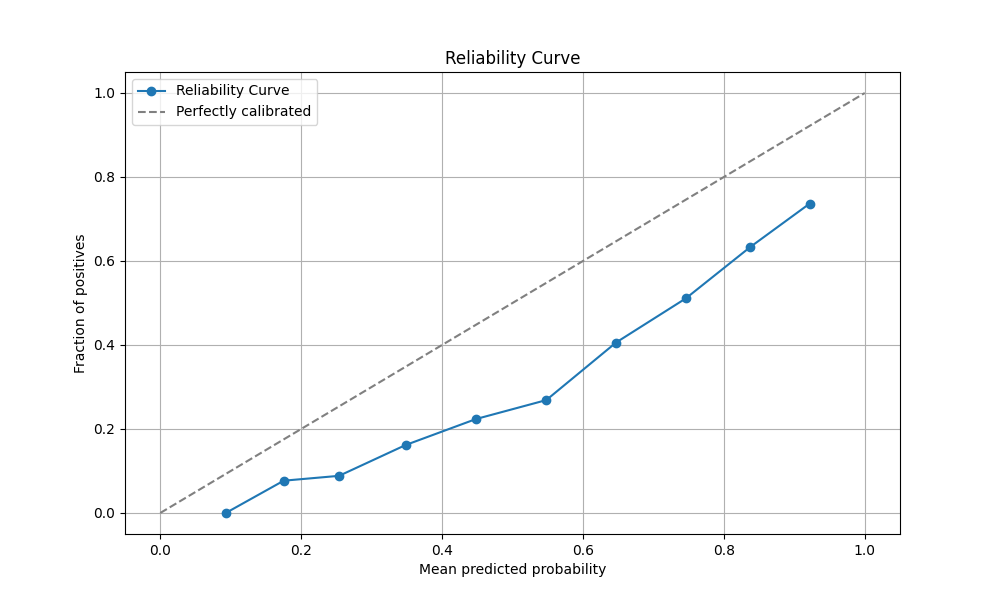 Reliability Curve
Reliability Curve
Perfectly calibrated
1.0
0.8
0.6
0.4
0.2
0.0
Fraction of positives
0.0 0.2 0.4 0.6 0.8 1.0
Mean predicted probability